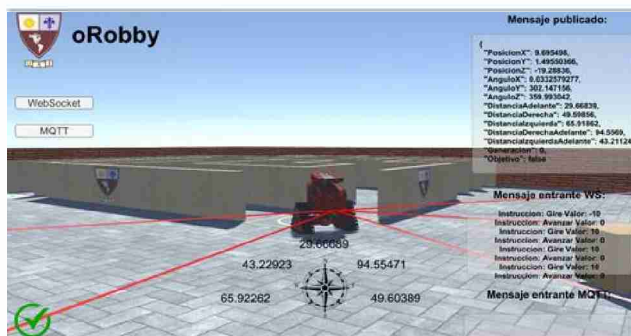 oRobby
WebSocket
MQTT
Mensaje publicado:
{
"PosicionX": 9.695498,
"PosicionY": 1.49550366,
"PosicionZ": -19.28836,
"AnguloX": 0.0332579277,
"AnguloY": 302.147156,
"AnguloZ": 359.993042,
"DistanciaAdelante": 29.66839,
"DistanciaDerecha": 49.59856,
"DistanciaIzquierda": 65.91862,
"DistanciaDerechaAdelante": 94.5569,
"DistanciaIzquierdaAdelante": 43.21124
"Generacion": 0,
"Objetivo": false
Mensaje entrante WS:
Instruccion: Gire Valor: -10
Instruccion: Avanzar Valor: 0
Instruccion: Gire Valor: 10
Instruccion: Avanzar Valor: 0
Instruccion: Gire Valor: 10
Instruccion: Avanzar Valor: 0
Instruccion: Gire Valor: 10
Instruccion: Avanzar Valor: 0
Mensaje entrante MQTT:
29.66689
43.22923
94.55471
65.92262
49.60389